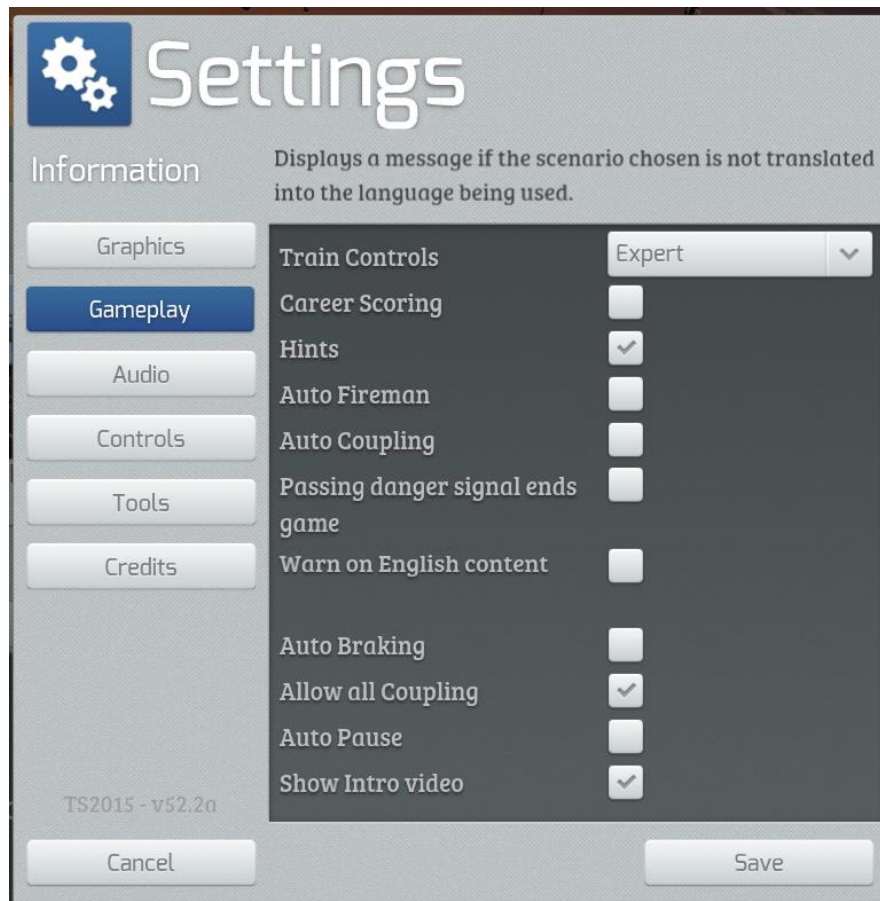 Settings
Information
Displays a message if the scenario chosen is not translated
into the language being used.
Graphics
Gameplay
Audio
Controls
Tools
Credits
TS2015 - v52.2a
Cancel
Train Controls Expert
Career Scoring
Hints
Auto Fireman
Auto Coupling
Passing danger signal ends
game
Warn on English content
Auto Braking
Allow all Coupling
Auto Pause
Show Intro video
Save